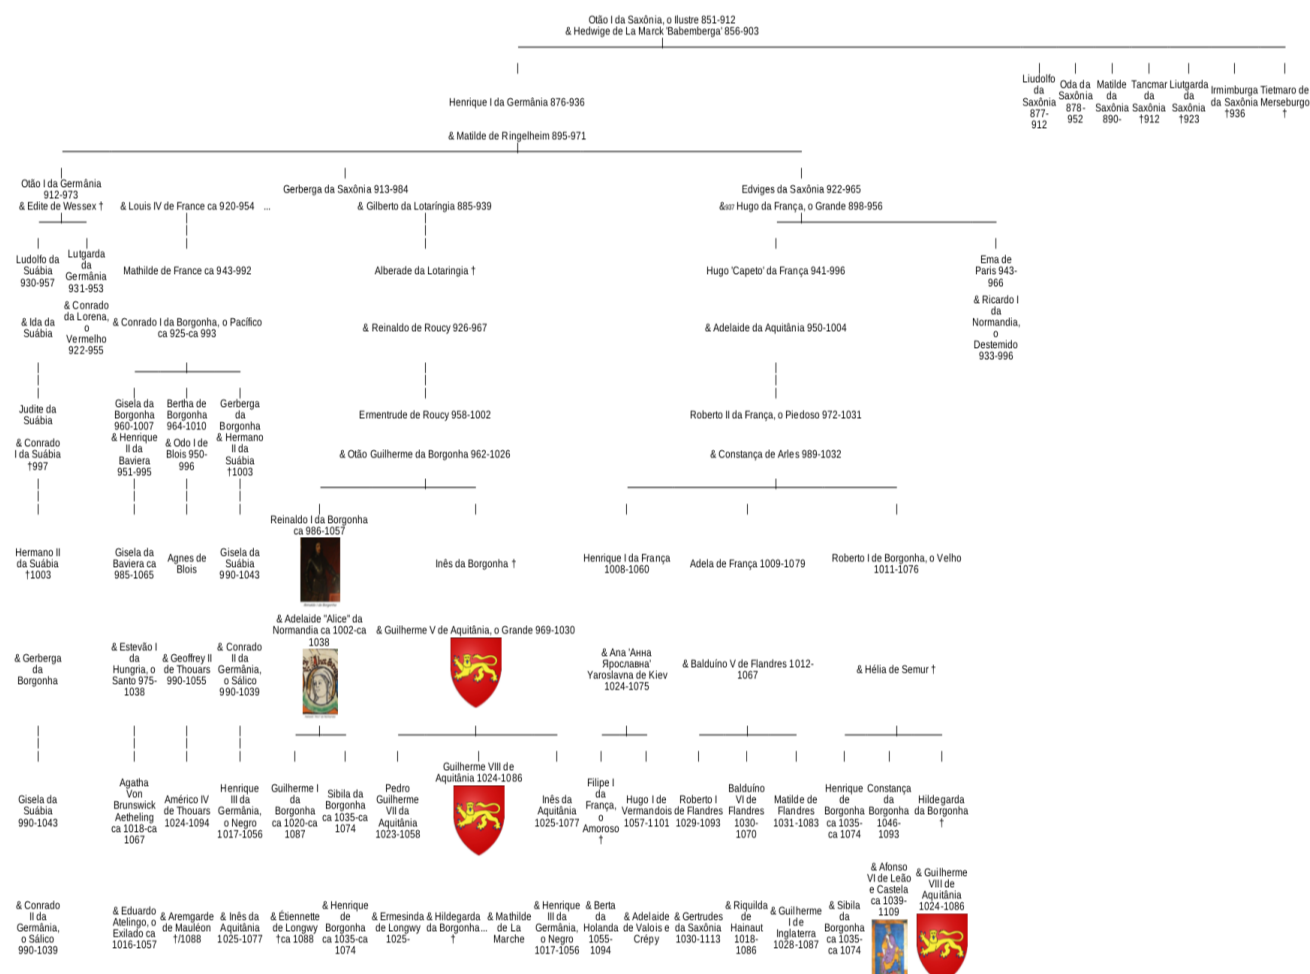 Otão I da Saxônia, o Ilustre 851-912
& Hedwige de La Marck 'Babemberga' 856-903
Henrique I da Germânia 876-936
& Matilde de Ringelheim 895-971
Liudolfo
da
Saxônia
877-
912
Oda da
Saxônia
878-
952
Matilde
da
Saxônia
890-
Tancmar
da
Saxônia
†912
Liutgarda
da
Saxônia
†923
Irmimburga
da Saxônia
†936
Tietmaro de
Merseburgo
†
Otão I da Germânia
912-973
& Edite de Wessex †
Gerberga da Saxônia 913-984
& Louis IV de France ca 920-954 ...
& Gilberto da Lotaríngia 885-939
Edviges da Saxônia 922-965
&937 Hugo da França, o Grande 898-956
Ludolfo da
Suábia
930-957
Lutgarda
da
Germânia
931-953
Mathilde de France ca 943-992
Alberade da Lotaringia †
Hugo 'Capeto' da França 941-996
Ema de
Paris 943-
966
& Ida da
Suábia
& Conrado
da Lorena,
o
Vermelho
922-955
& Conrado I da Borgonha, o Pacífico
ca 925-ca 993
& Reinaldo de Roucy 926-967
& Adelaide da Aquitânia 950-1004
& Ricardo I
da
Normandia,
o
Destemido
933-996
Judite da
Suábia
Gisela da
Borgonha
960-1007
Bertha de
Borgonha
964-1010
Gerberga
da
Borgonha
Ermentrude de Roucy 958-1002
Roberto II da França, o Piedoso 972-1031
& Conrado
I da Suábia
†997
& Henrique
II da
Baviera
951-995
& Odo I de
Blois 950-
996
& Hermano
II da
Suábia
†1003
& Otão Guilherme da Borgonha 962-1026
& Constança de Arles 989-1032
Hermano II
da Suábia
†1003
Gisela da
Baviera ca
985-1065
Agnes de
Blois
Gisela da
Suábia
990-1043
Reinaldo I da Borgonha
ca 986-1057
Inês da Borgonha †
Henrique I da França
1008-1060
Adela de França 1009-1079
Roberto I de Borgonha, o Velho
1011-1076
& Gerberga
da
Borgonha
& Estevão I
da
Hungria, o
Santo 975-
1038
& Geoffrey II
de Thouars
990-1055
& Conrado
II da
Germânia,
o Sálico
990-1039
& Adelaide "Alice" da
Normandia ca 1002-ca
1038
& Guilherme V de Aquitânia, o Grande 969-1030
& Ana 'Анна
Ярославна'
Yaroslavna de Kiev
1024-1075
& Balduíno V de Flandres 1012-
1067
& Hélia de Semur †
Gisela da
Suábia
990-1043
Agatha
Von
Brunswick
Aetheling
ca 1018-ca
1067
Américo IV
de Thouars
1024-1094
Henrique
III da
Germânia,
o Negro
1017-1056
Guilherme I
da
Borgonha
ca 1020-ca
1087
Sibila da
Borgonha
ca 1035-ca
1074
Pedro
Guilherme
VII da
Aquitânia
1023-1058
Guilherme VIII de
Aquitânia 1024-1086
Inês da
Aquitânia
1025-1077
Filipe I
da
França,
o
Amoroso
†
Hugo I de
Vermandois
1057-1101
Roberto I
de Flandres
1029-1093
Balduíno
VI de
Flandres
1030-
1070
Matilde de
Flandres
1031-1083
Henrique
de
Borgonha
ca 1035-
ca 1074
Constança
da
Borgonha
1046-
1093
Hildegarda
da Borgonha
†
& Conrado
II da
Germânia,
o Sálico
990-1039
& Eduardo
Atelingo, o
Exilado ca
1016-1057
& Aremgarde
de Mauléon
†/1088
& Inês da
Aquitânia
1025-1077
& Étiennette
de Longwy
†ca 1088
& Henrique
de
Borgonha
ca 1035-ca
1074
& Ermesinda
de Longwy
1025-
& Hildegarda
da Borgonha...
†
& Mathilde
de La
Marche
& Henrique
III da
Germânia,
o Negro
1017-1056
& Berta
da
Holanda
1055-
1094
& Adelaide
de Valois e
Crépy
& Gertrudes
da Saxônia
1030-1113
& Riquilda
de
Hainaut
1018-
1086
& Guilherme
I de
Inglaterra
1028-1087
& Sibila
da
Borgonha
ca 1035-
ca 1074
& Afonso
VI de Leão
e Castela
ca 1039-
1109
& Guilherme
VIII de
Aquitânia
1024-1086